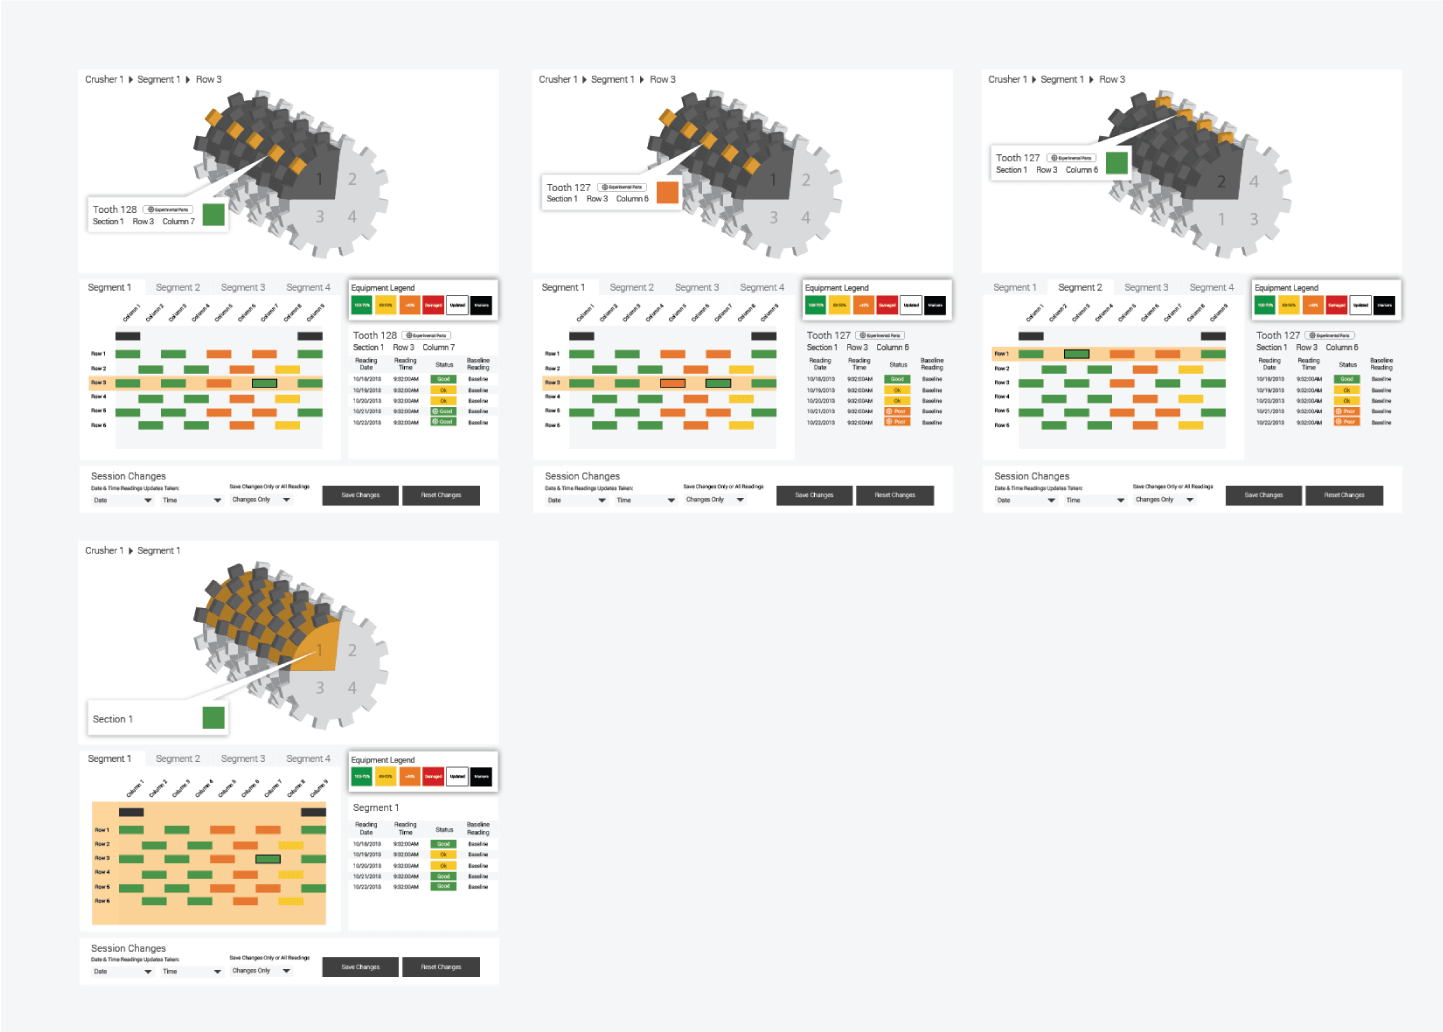 Crusher 1 Segment 1 Row 3
1 2
3 4
Tooth 128 Experimental Parts
Section 1 Row 3 Column 7
Segment 1 Segment 2 Segment 3 Segment 4
Column 1 Column 2 Column 3 Column 4 Column 5 Column 6 Column 7 Column 8 Column 9
Row 1
Row 2
Row 3
Row 4
Row 5
Row 6
Equipment Legend
Damaged Updated
Tooth 128 Experimental Parts
Section 1 Row 3 Column 7
Reading Date Reading Time Status Baseline Reading
10/18/2013 9:32:00AM Good Baseline
10/19/2013 9:32:00AM Ok Baseline
10/20/2013 9:32:00AM Ok Baseline
10/21/2013 9:32:00AM Good Baseline
10/22/2013 9:32:00AM Good Baseline
Session Changes
Date & Time Readings Updates Taken: Save Changes Only or All Readings
Date Time Changes Only Save Changes Reset Changes
Crusher 1 Segment 1 Row 3
1 2
3 4
Tooth 127 Experimental Parts
Section 1 Row 3 Column 6
Segment 1 Segment 2 Segment 3 Segment 4
Column 1 Column 2 Column 3 Column 4 Column 5 Column 6 Column 7 Column 8 Column 9
Row 1
Row 2
Row 3
Row 4
Row 5
Row 6
Equipment Legend
Damaged Updated
Tooth 127 Experimental Parts
Section 1 Row 3 Column 6
Reading Date Reading Time Status Baseline Reading
10/18/2013 9:32:00AM Good Baseline
10/19/2013 9:32:00AM Ok Baseline
10/20/2013 9:32:00AM Ok Baseline
10/21/2013 9:32:00AM Poor Baseline
10/22/2013 9:32:00AM Poor Baseline
Session Changes
Date & Time Readings Updates Taken: Save Changes Only or All Readings
Date Time Changes Only Save Changes Reset Changes
Crusher 1 Segment 1 Row 3
2 4
1 3
Tooth 127 Experimental Parts
Section 1 Row 3 Column 6
Segment 1 Segment 2 Segment 3 Segment 4
Column 1 Column 2 Column 3 Column 4 Column 5 Column 6 Column 7 Column 8 Column 9
Row 1
Row 2
Row 3
Row 4
Row 5
Row 6
Equipment Legend
Damaged Updated
Tooth 127 Experimental Parts
Section 1 Row 3 Column 6
Reading Date Reading Time Status Baseline Reading
10/18/2013 9:32:00AM Good Baseline
10/19/2013 9:32:00AM Ok Baseline
10/20/2013 9:32:00AM Ok Baseline
10/21/2013 9:32:00AM Poor Baseline
10/22/2013 9:32:00AM Poor Baseline
Session Changes
Date & Time Readings Updates Taken: Save Changes Only or All Readings
Date Time Changes Only Save Changes Reset Changes
Crusher 1 Segment 1
1 2
3 4
Section 1
Segment 1 Segment 2 Segment 3 Segment 4
Column 1 Column 2 Column 3 Column 4 Column 5 Column 6 Column 7 Column 8 Column 9
Row 1
Row 2
Row 3
Row 4
Row 5
Row 6
Equipment Legend
Damaged Updated
Segment 1
Reading Date Reading Time Status Baseline Reading
10/18/2013 9:32:00AM Good Baseline
10/19/2013 9:32:00AM Ok Baseline
10/20/2013 9:32:00AM Ok Baseline
10/21/2013 9:32:00AM Good Baseline
10/22/2013 9:32:00AM Good Baseline
Session Changes
Date & Time Readings Updates Taken: Save Changes Only or All Readings
Date Time Changes Only Save Changes Reset Changes